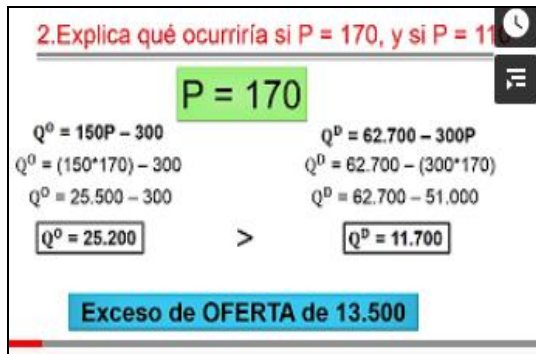 2.Explica qué ocurriría si P = 170, y si P = 110
P = 170
Qᴼ = 150P – 300
Qᴰ = 62.700 – 300P
Qᴼ = (150*170) – 300
Qᴰ = 62.700 – (300*170)
Qᴼ = 25.500 – 300
Qᴰ = 62.700 – 51.000
Qᴼ = 25.200 > Qᴰ = 11.700
Exceso de OFERTA de 13.500